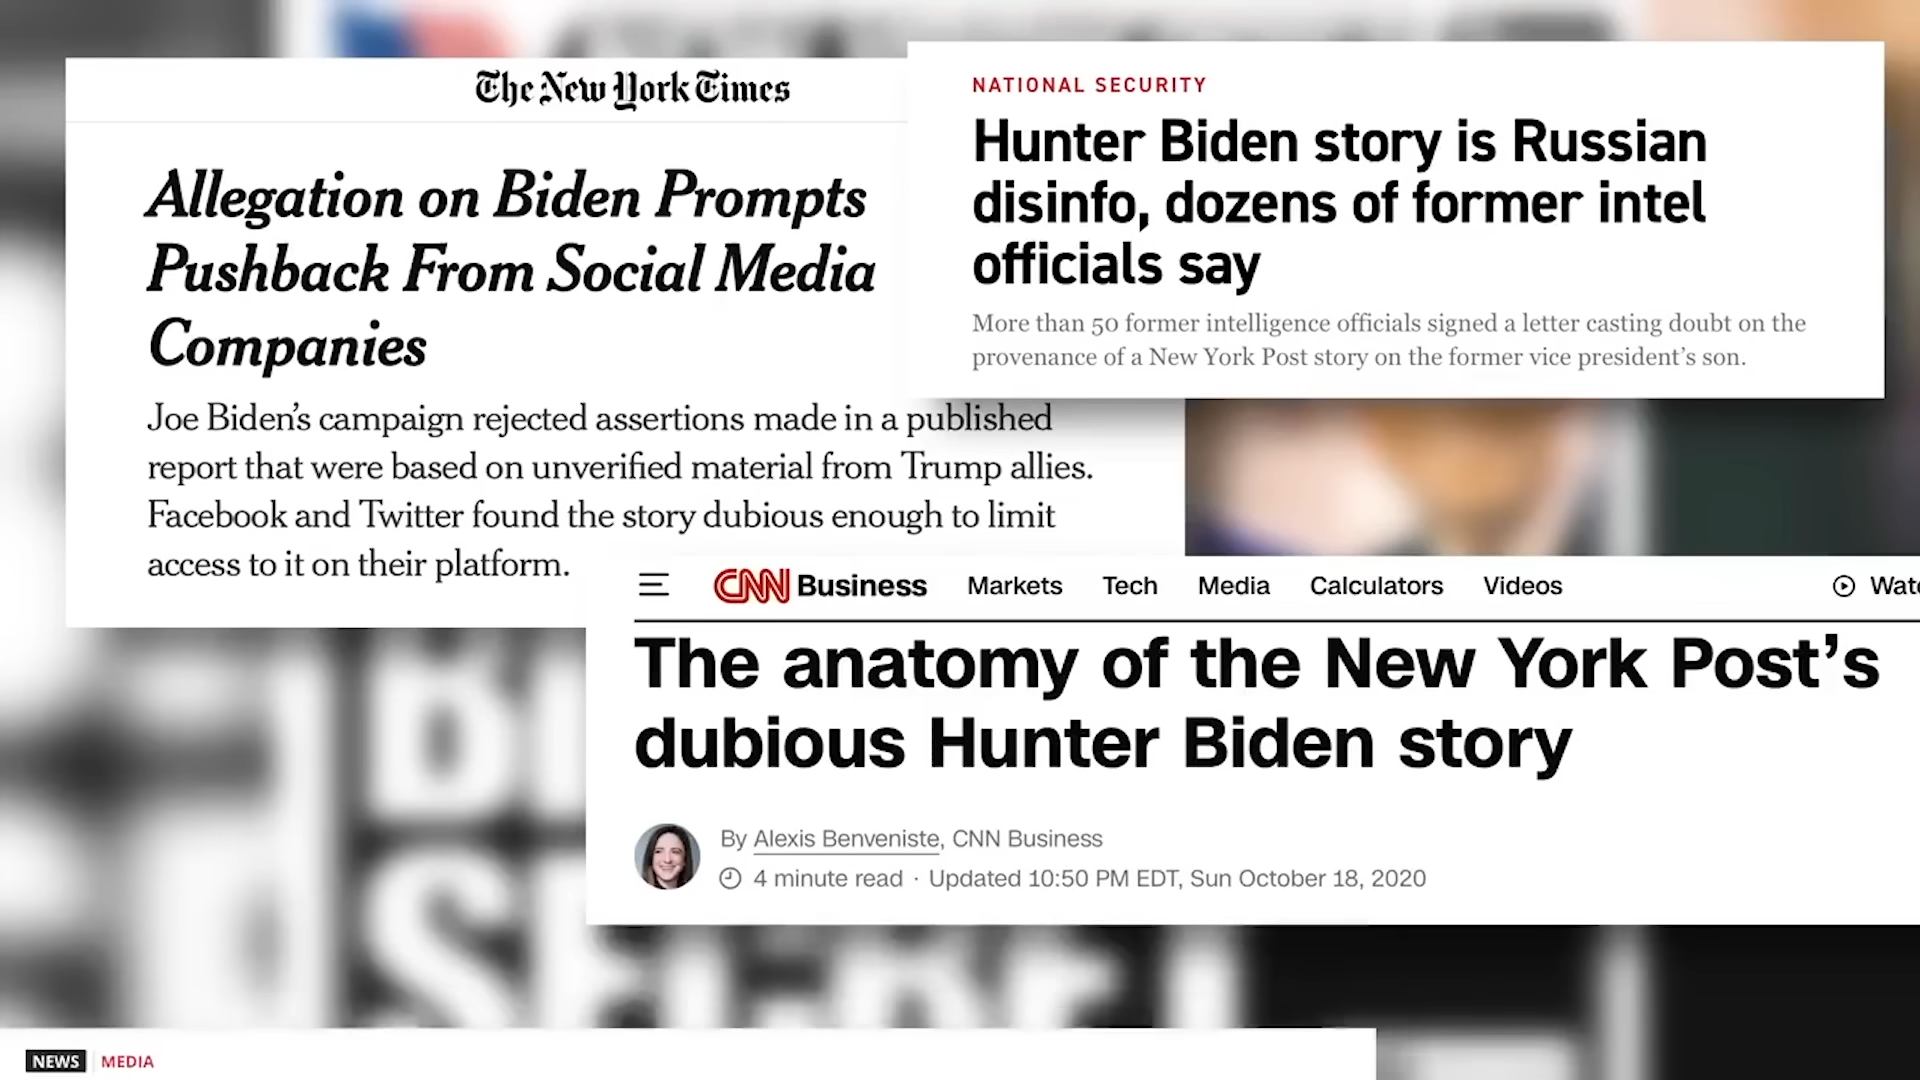 The New York Times
Allegation on Biden Prompts
Pushback From Social Media
Companies
Joe Biden's campaign rejected assertions made in a published
report that were based on unverified material from Trump allies.
Facebook and Twitter found the story dubious enough to limit
access to it on their platform.
NATIONAL SECURITY
Hunter Biden story is Russian
disinfo, dozens of former intel
officials say
More than 50 former intelligence officials signed a letter casting doubt on the
provenance of a New York Post story on the former vice president's son.
CNN Business Markets Tech Media Calculators Videos
The anatomy of the New York Post's
dubious Hunter Biden story
By Alexis Benveniste, CNN Business
4 minute read · Updated 10:50 PM EDT, Sun October 18, 2020
NEWS MEDIA